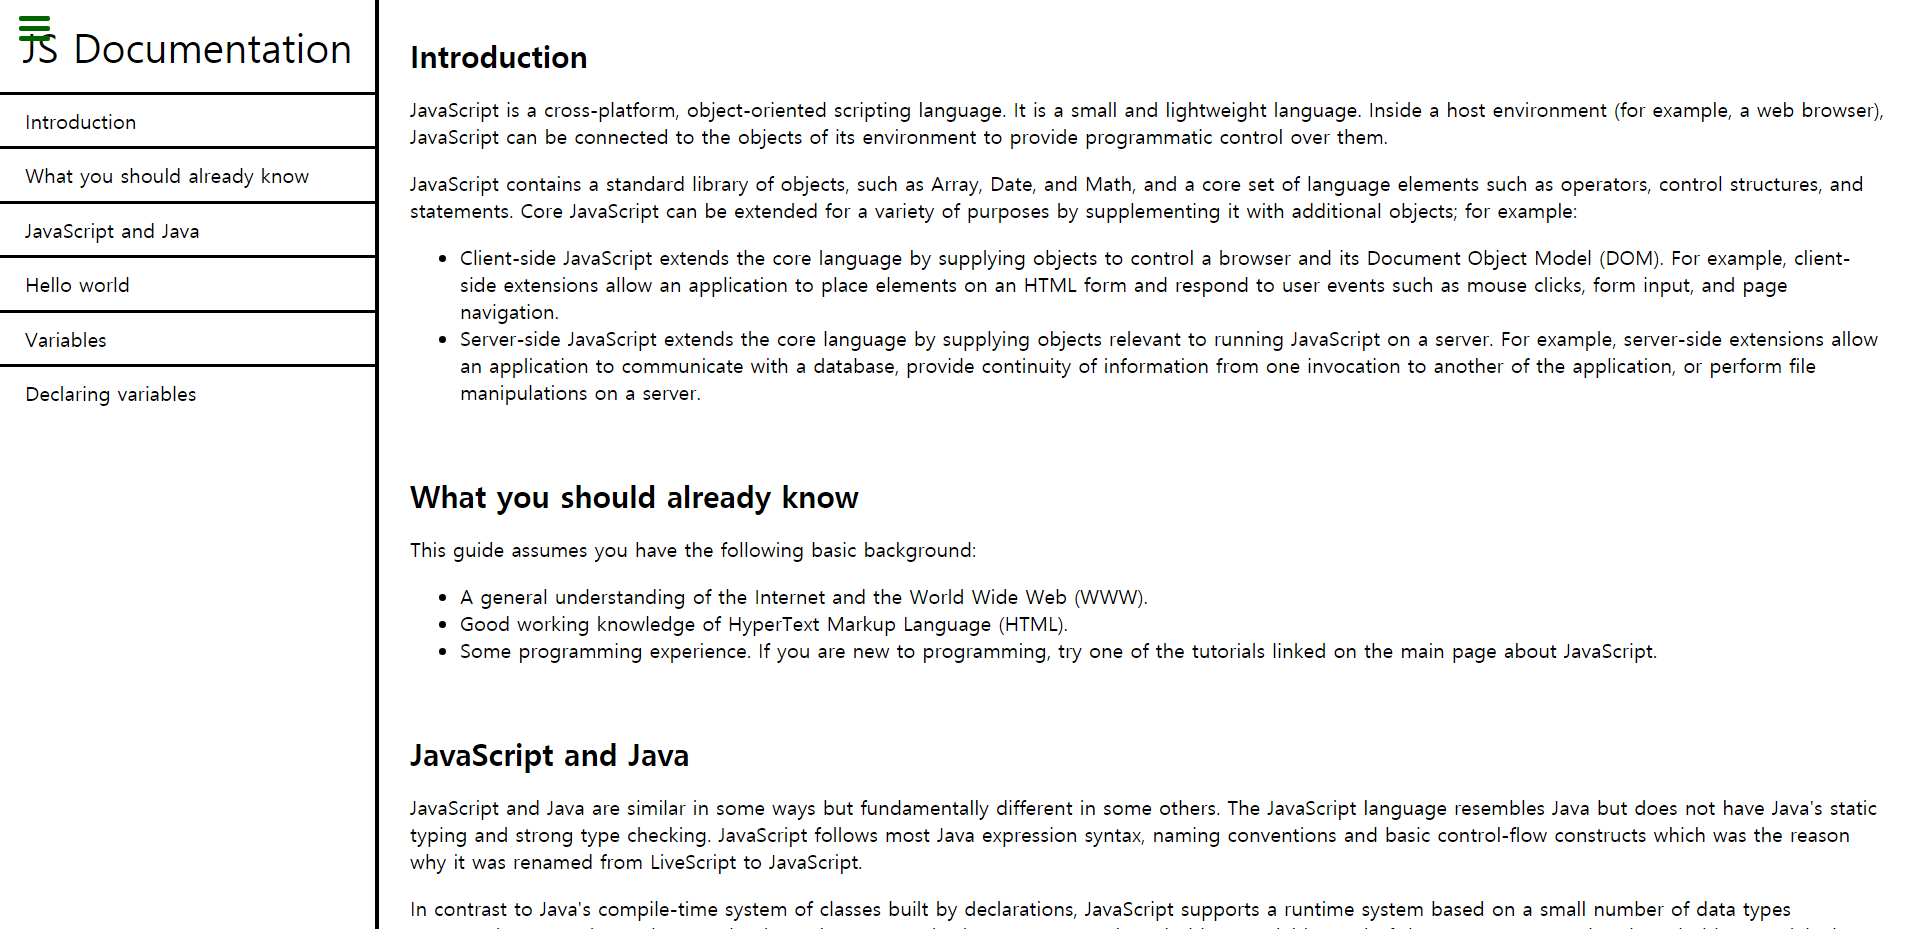 JS Documentation
Introduction
What you should already know
JavaScript and Java
Hello world
Variables
Declaring variables
Introduction
JavaScript is a cross-platform, object-oriented scripting language. It is a small and lightweight language. Inside a host environment (for example, a web browser),
JavaScript can be connected to the objects of its environment to provide programmatic control over them.
JavaScript contains a standard library of objects, such as Array, Date, and Math, and a core set of language elements such as operators, control structures, and
statements. Core JavaScript can be extended for a variety of purposes by supplementing it with additional objects; for example:
Client-side JavaScript extends the core language by supplying objects to control a browser and its Document Object Model (DOM). For example, client-
side extensions allow an application to place elements on an HTML form and respond to user events such as mouse clicks, form input, and page
navigation.
Server-side JavaScript extends the core language by supplying objects relevant to running JavaScript on a server. For example, server-side extensions allow
an application to communicate with a database, provide continuity of information from one invocation to another of the application, or perform file
manipulations on a server.
What you should already know
This guide assumes you have the following basic background:
A general understanding of the Internet and the World Wide Web (WWW).
Good working knowledge of HyperText Markup Language (HTML).
Some programming experience. If you are new to programming, try one of the tutorials linked on the main page about JavaScript.
JavaScript and Java
JavaScript and Java are similar in some ways but fundamentally different in some others. The JavaScript language resembles Java but does not have Java's static
typing and strong type checking. JavaScript follows most Java expression syntax, naming conventions and basic control-flow constructs which was the reason
why it was renamed from LiveScript to JavaScript.
In contrast to Java's compile-time system of classes built by declarations, JavaScript supports a runtime system based on a small number of data types